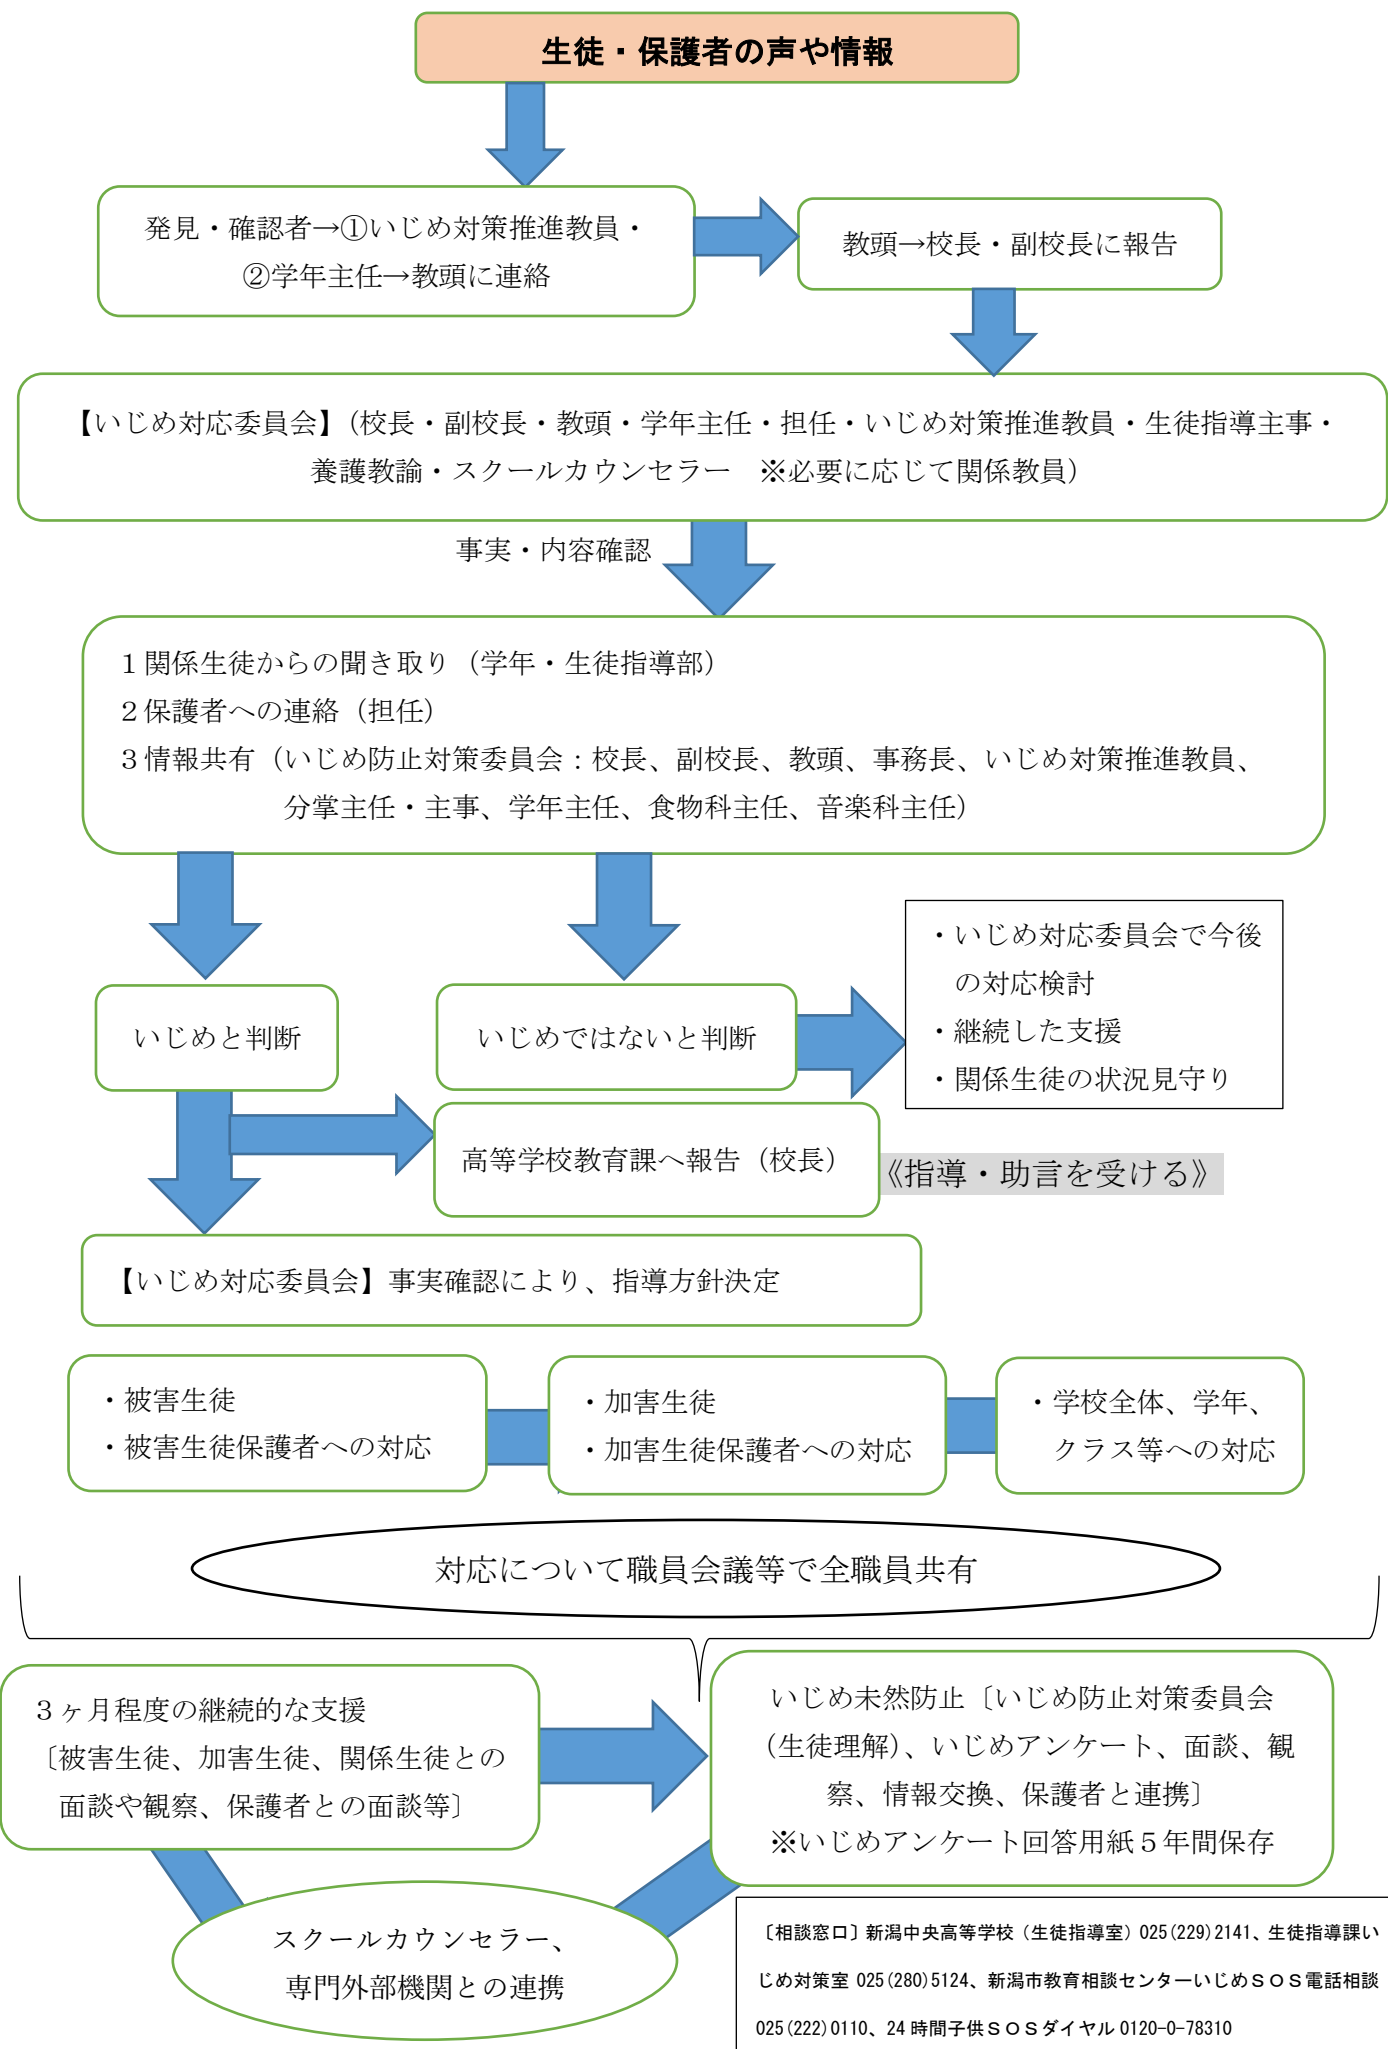 生徒・保護者の声や情報
発見・確認者→①いじめ対策推進教員・
②学年主任→教頭に連絡
教頭→校長・副校長に報告
【いじめ対応委員会】（校長・副校長・教頭・学年主任・担任・いじめ対策推進教員・生徒指導主事・
養護教諭・スクールカウンセラー　※必要に応じて関係教員）
事実・内容確認
１関係生徒からの聞き取り（学年・生徒指導部）
２保護者への連絡（担任）
３情報共有（いじめ防止対策委員会：校長、副校長、教頭、事務長、いじめ対策推進教員、
分掌主任・主事、学年主任、食物科主任、音楽科主任）
いじめと判断
いじめではないと判断
・いじめ対応委員会で今後
の対応検討
・継続した支援
・関係生徒の状況見守り
高等学校教育課へ報告（校長）
《指導・助言を受ける》
【いじめ対応委員会】事実確認により、指導方針決定
・被害生徒
・被害生徒保護者への対応
・加害生徒
・加害生徒保護者への対応
・学校全体、学年、
クラス等への対応
対応について職員会議等で全職員共有
３ヶ月程度の継続的な支援
〔被害生徒、加害生徒、関係生徒との
面談や観察、保護者との面談等〕
いじめ未然防止〔いじめ防止対策委員会
（生徒理解）、いじめアンケート、面談、観
察、情報交換、保護者と連携〕
※いじめアンケート回答用紙５年間保存
スクールカウンセラー、
専門外部機関との連携
〔相談窓口〕新潟中央高等学校（生徒指導室）025(229)2141、生徒指導課い
じめ対策室 025(280)5124、新潟市教育相談センターいじめＳＯＳ電話相談
025(222)0110、24 時間子供ＳＯＳダイヤル 0120-0-78310